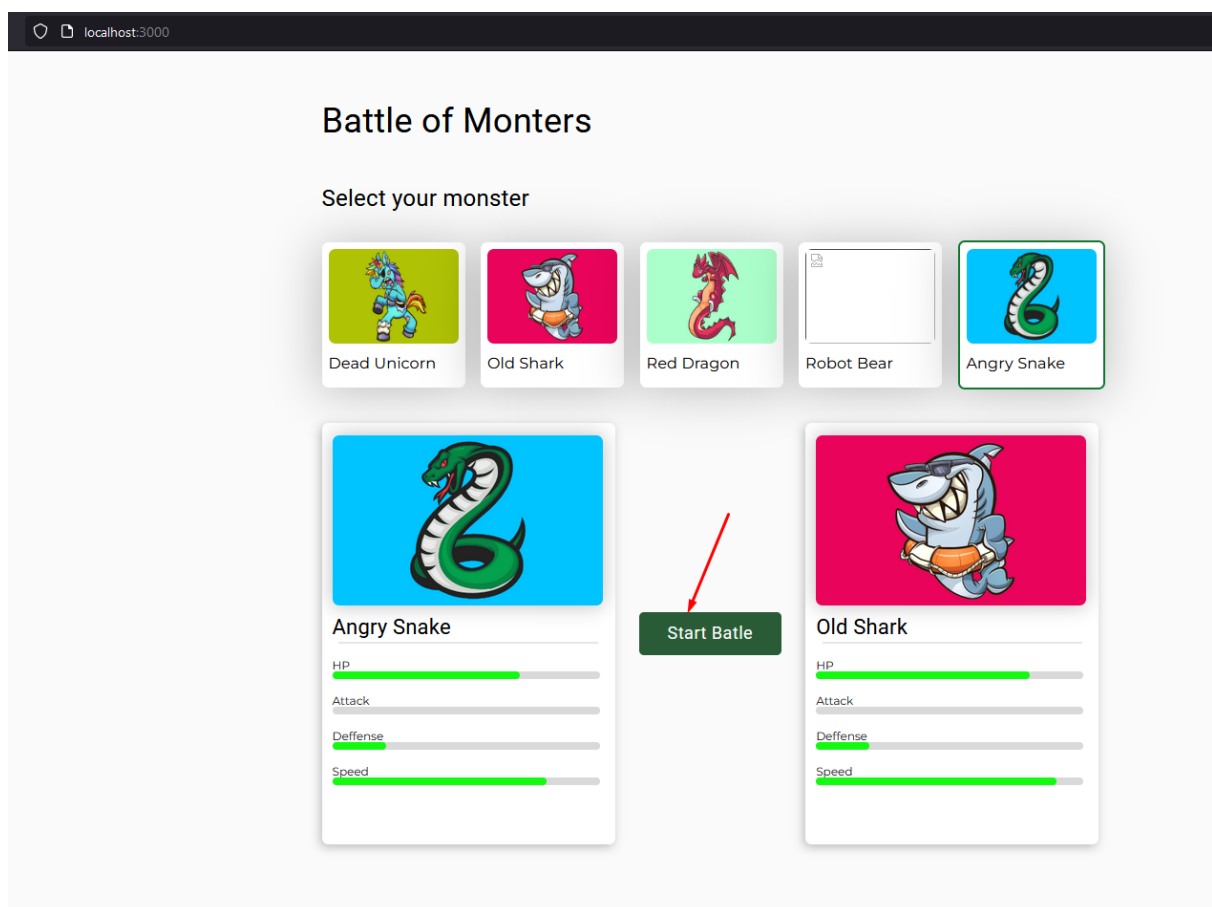 localhost:3000
Battle of Monters
Select your monster
Dead Unicorn
Old Shark
Red Dragon
Robot Bear
Angry Snake
Angry Snake
HP
Attack
Deffense
Speed
Start Batle
Old Shark
HP
Attack
Deffense
Speed